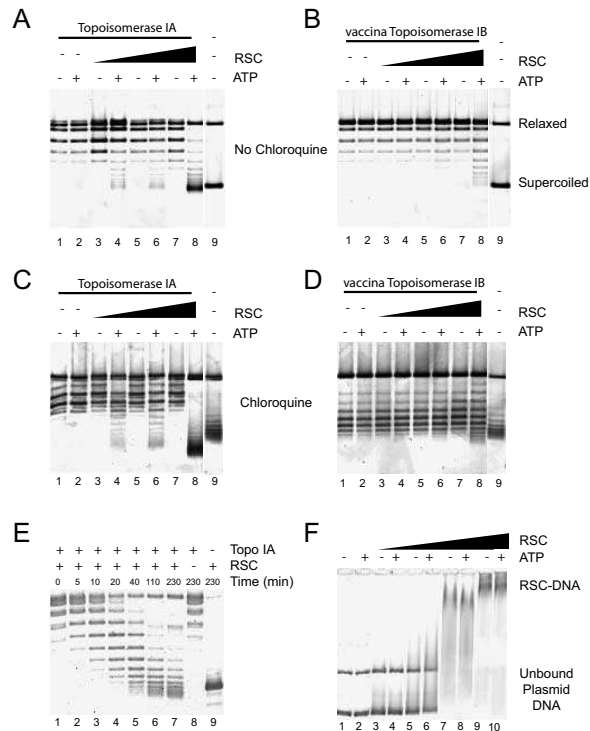 A
Topoisomerase IA
-
- - RSC
- + - + - + - + - ATP
No Chloroquine
1 2 3 4 5 6 7 8 9
B
vaccina Topoisomerase IB
-
- - RSC -
- + - + - + - + ATP -
Relaxed
Supercoiled
1 2 3 4 5 6 7 8 9
C
Topoisomerase IA
-
- - RSC
- + - + - + - + - ATP
Chloroquine
1 2 3 4 5 6 7 8 9
D
vaccina Topoisomerase IB
-
- - - RSC
- + - + - + - + - ATP
1 2 3 4 5 6 7 8 9
E
+ + + + + + + + - Topo IA
+ + + + + + + - - RSC
0 5 10 20 40 110 230 230 230 Time (min)
1 2 3 4 5 6 7 8 9
F
- - RSC
- + - + - + - + - + ATP
RSC-DNA
Unbound
Plasmid
DNA
1 2 3 4 5 6 7 8 9 10